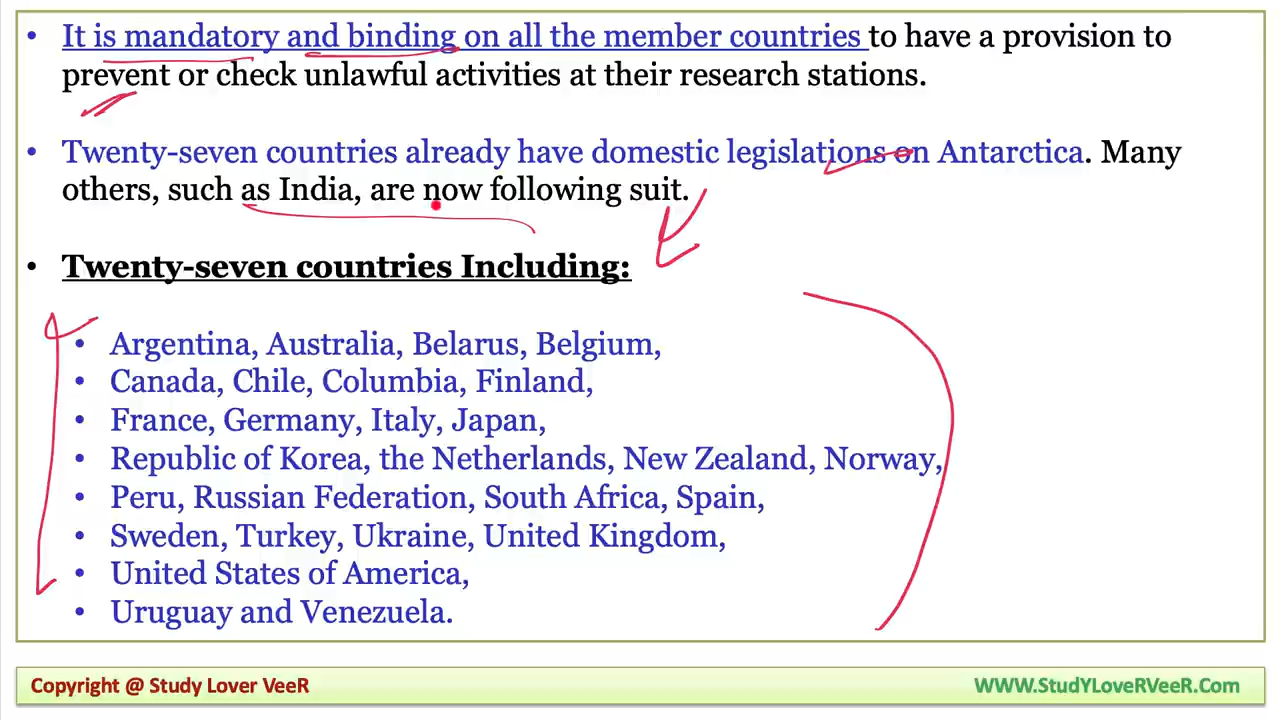 • It is mandatory and binding on all the member countries to have a provision to
prevent or check unlawful activities at their research stations.
• Twenty-seven countries already have domestic legislations on Antarctica. Many
others, such as India, are now following suit.
• Twenty-seven countries Including:
• Argentina, Australia, Belarus, Belgium,
• Canada, Chile, Columbia, Finland,
• France, Germany, Italy, Japan,
• Republic of Korea, the Netherlands, New Zealand, Norway,
• Peru, Russian Federation, South Africa, Spain,
• Sweden, Turkey, Ukraine, United Kingdom,
• United States of America,
• Uruguay and Venezuela.
Copyright @ Study Lover VeeR
WWW.StudYLoveRVeeR.Com